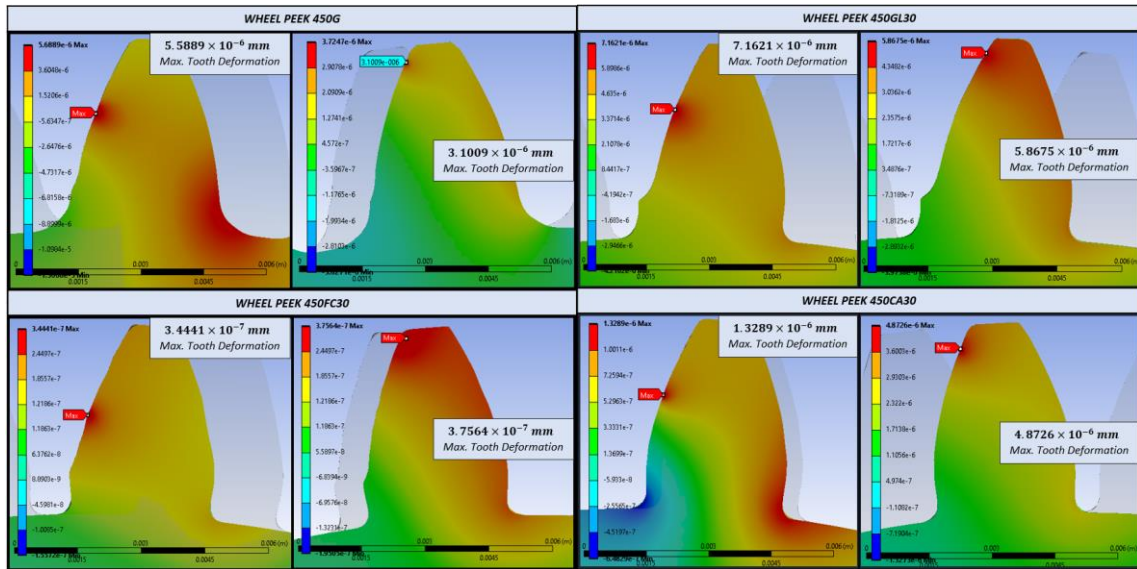 WHEEL PEEK 450G
5.6889e-6 Max
3.6048e-6
1.5206e-6
-5.6347e-7
-2.6476e-6
-4.7317e-6
-6.8158e-6
-8.8999e-6
-1.0984e-5
Max
5.5889 × 10⁻⁶ mm
Max. Tooth Deformation
0.0015
0.003
0.0045
0.006 (m)
3.7247e-6 Max
2.9078e-6
2.0909e-6
1.2741e-6
4.572e-7
-3.5967e-7
-1.1765e-6
-1.9934e-6
-2.8103e-6
3.1009e-006
3.1009 × 10⁻⁶ mm
Max. Tooth Deformation
0.0015
0.003
0.0045
0.006 (m)
WHEEL PEEK 450GL30
7.1621e-6 Max
5.8986e-6
4.635e-6
3.3714e-6
2.1078e-6
8.4417e-7
-4.1942e-7
-1.683e-6
-2.9466e-6
Max
7.1621 × 10⁻⁶ mm
Max. Tooth Deformation
0.0015
0.003
0.0045
0.006 (m)
5.8675e-6 Max
4.3482e-6
3.0362e-6
1.7217e-6
3.4876e-6
-7.3189e-7
-1.8125e-6
Max
5.8675 × 10⁻⁶ mm
Max. Tooth Deformation
0.0015
0.003
0.0045
0.006 (m)
WHEEL PEEK 450FC30
3.4441e-7 Max
2.4497e-7
1.8557e-7
1.2186e-7
1.1863e-7
6.3762e-8
8.8903e-9
-4.5981e-8
-1.0085e-7
Max
3.4441 × 10⁻⁷ mm
Max. Tooth Deformation
0.0015
0.003
0.0045
0.006 (m)
3.7564e-7 Max
2.4497e-7
1.8557e-7
1.2186e-7
1.1863e-7
5.5897e-8
-6.8394e-9
-6.9576e-8
-1.3231e-7
Max
3.7564 × 10⁻⁷ mm
Max. Tooth Deformation
0.0015
0.003
0.0045
0.006 (m)
WHEEL PEEK 450CA30
1.3289e-6 Max
1.0011e-6
7.2594e-7
5.2963e-7
3.3331e-7
1.3699e-7
-5.933e-8
-2.5565e-7
-4.5197e-7
Max
1.3289 × 10⁻⁶ mm
Max. Tooth Deformation
0.0015
0.003
0.0045
0.006 (m)
4.8726e-6 Max
3.6003e-6
2.9303e-6
2.322e-6
1.7138e-6
1.1056e-6
4.974e-7
-1.1082e-7
-7.1904e-7
Max
4.8726 × 10⁻⁶ mm
Max. Tooth Deformation
0.0015
0.003
0.0045
0.006 (m)